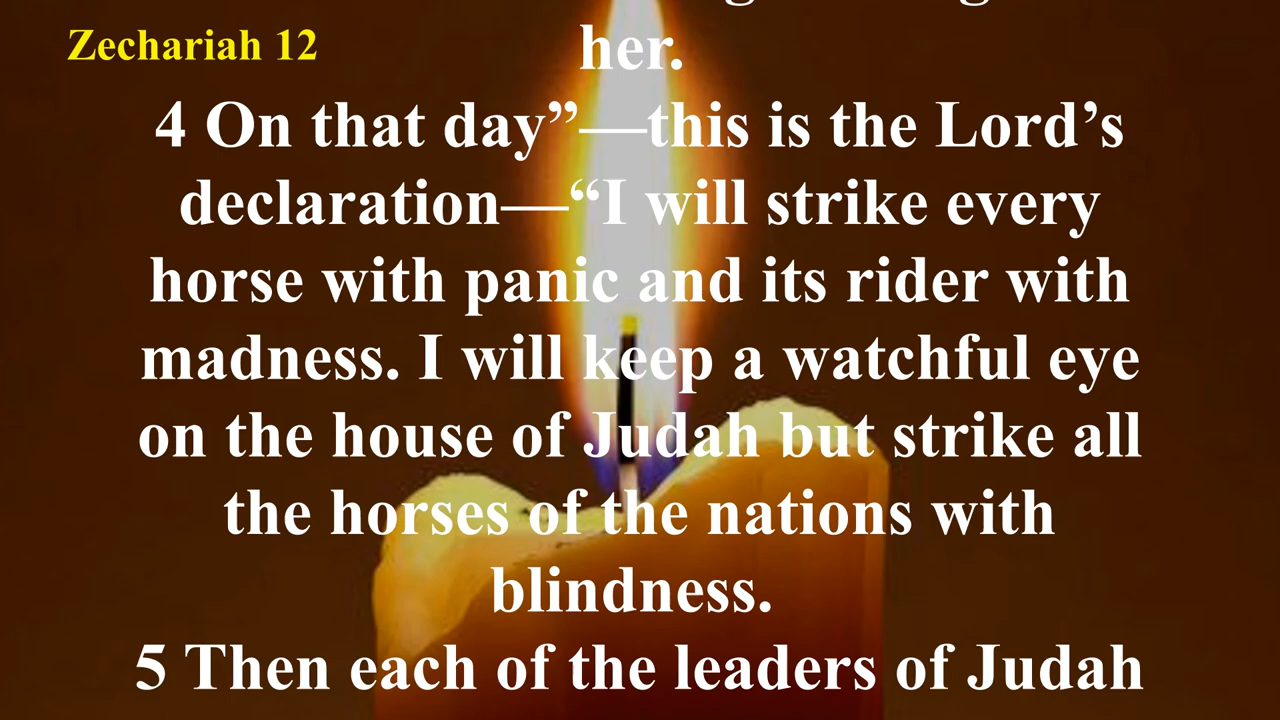 Zechariah 12
her.
4 On that day”—this is the Lord’s
declaration—“I will strike every
horse with panic and its rider with
madness. I will keep a watchful eye
on the house of Judah but strike all
the horses of the nations with
blindness.
5 Then each of the leaders of Judah